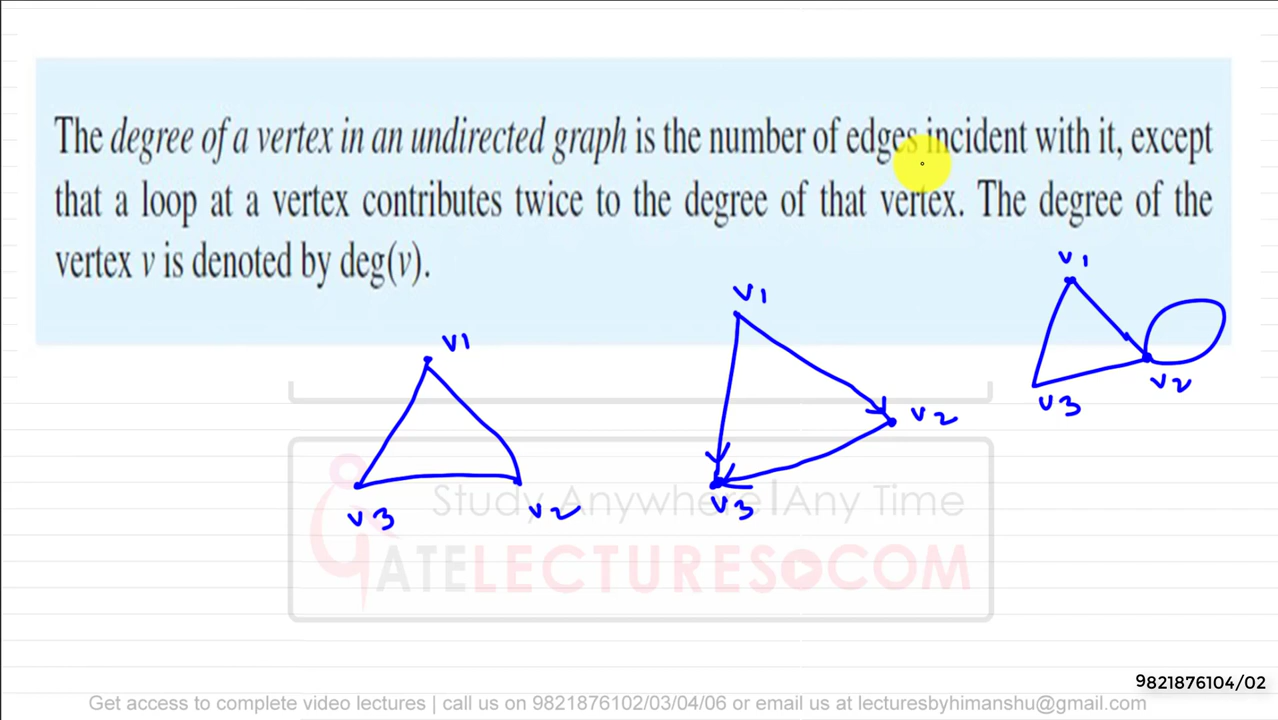 The degree of a vertex in an undirected graph is the number of edges incident with it, except
that a loop at a vertex contributes twice to the degree of that vertex. The degree of the
vertex v is denoted by deg(v).
v1
v2
v3
v1
v2
v3
v1
v2
v3
Study Anywhere|Any Time
GATELECTURES.COM
9821876104/02
Get access to complete video lectures | call us on 9821876102/03/04/06 or email us at lecturesbyhimanshu@gmail.com